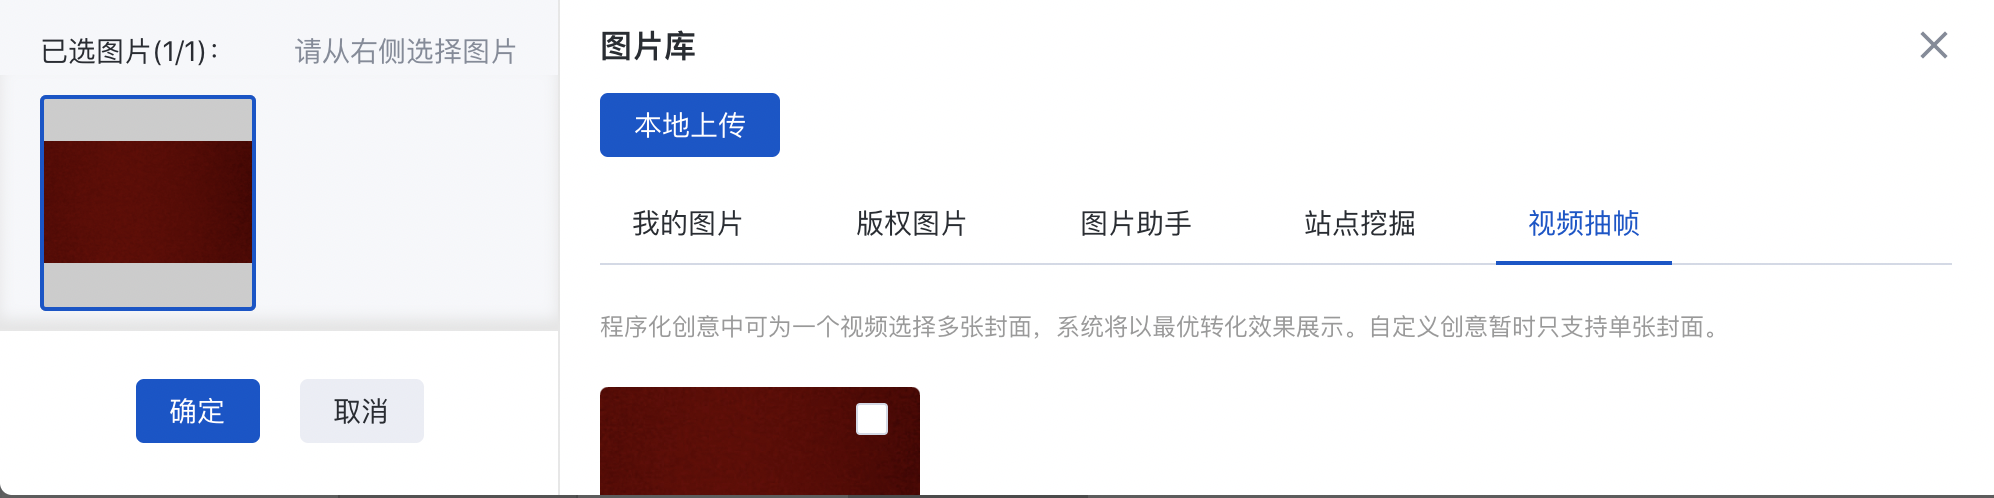 已选图片(1/1)：
请从右侧选择图片
确定
取消
图片库
本地上传
我的图片
版权图片
图片助手
站点挖掘
视频抽帧
程序化创意中可为一个视频选择多张封面，系统将以最优转化效果展示。自定义创意暂时只支持单张封面。